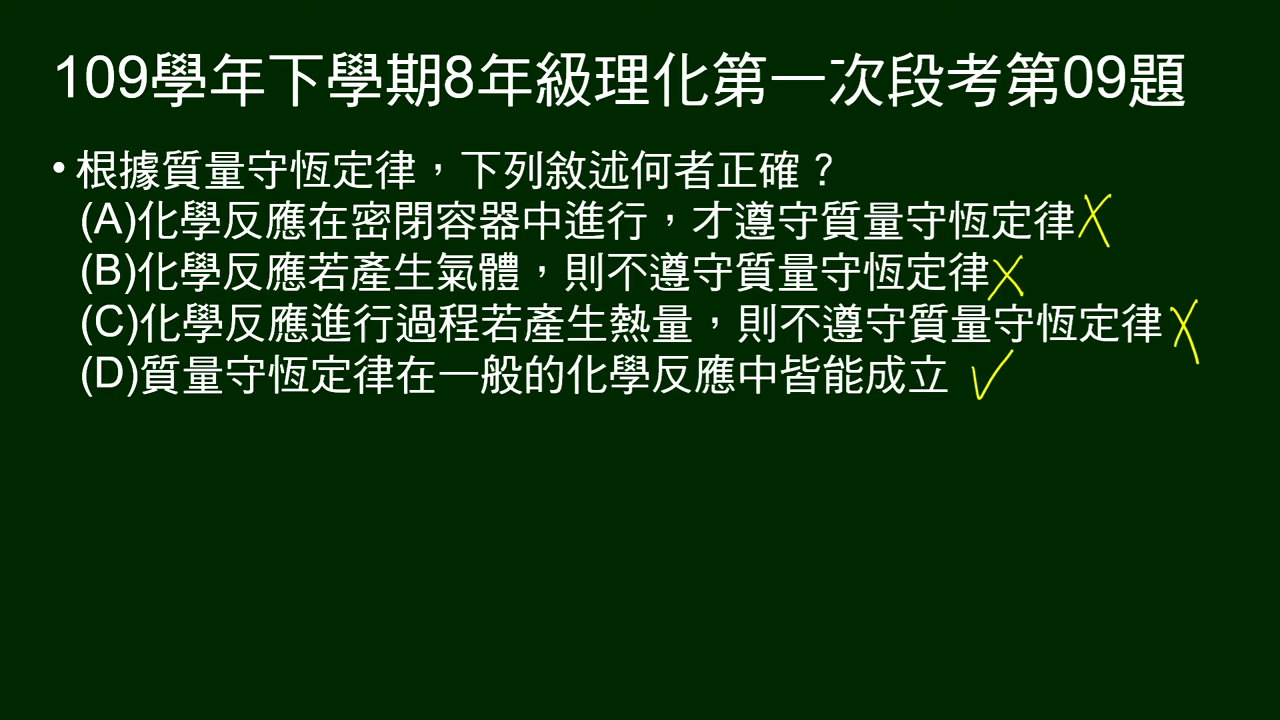 109學年下學期8年級理化第一次段考第09題
• 根據質量守恆定律，下列敘述何者正確？
(A)化學反應在密閉容器中進行，才遵守質量守恆定律
(B)化學反應若產生氣體，則不遵守質量守恆定律
(C)化學反應進行過程若產生熱量，則不遵守質量守恆定律
(D)質量守恆定律在一般的化學反應中皆能成立